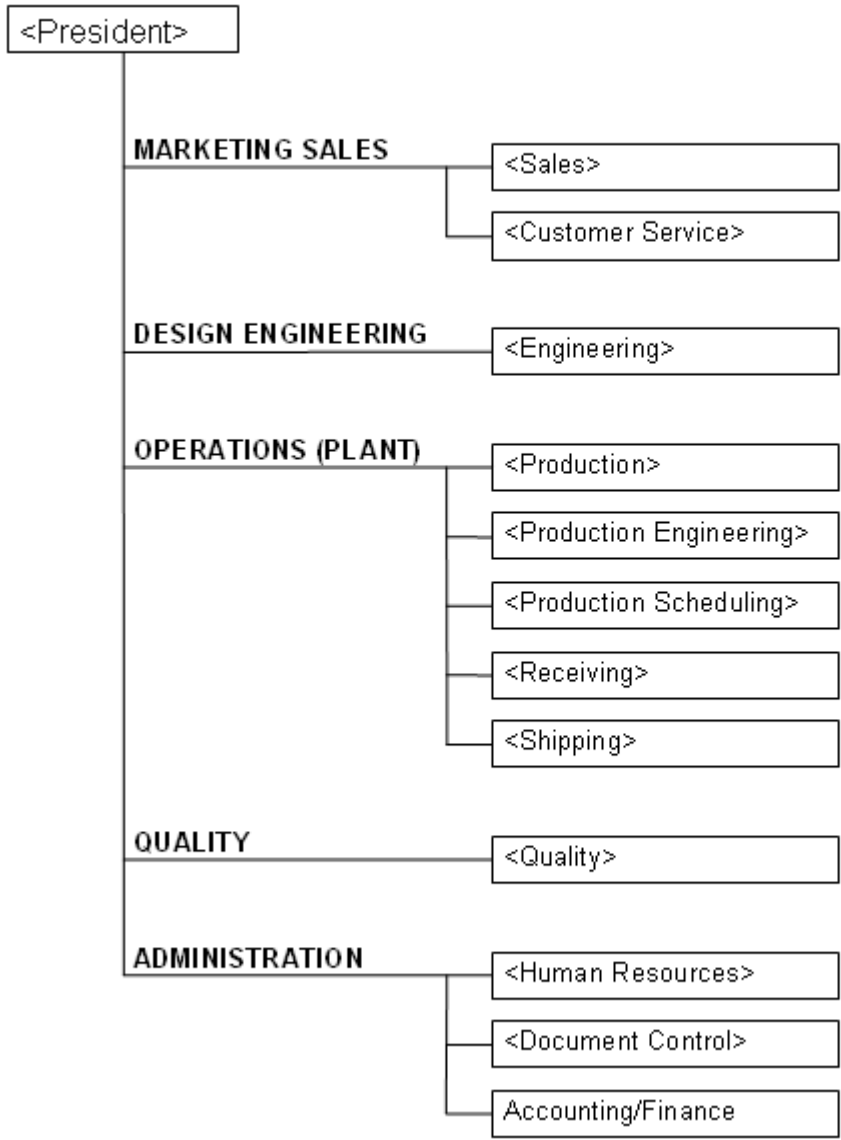 <President>
MARKETING SALES
<Sales>
<Customer Service>
DESIGN ENGINEERING
<Engineering>
OPERATIONS (PLANT)
<Production>
<Production Engineering>
<Production Scheduling>
<Receiving>
<Shipping>
QUALITY
<Quality>
ADMINISTRATION
<Human Resources>
<Document Control>
Accounting/Finance